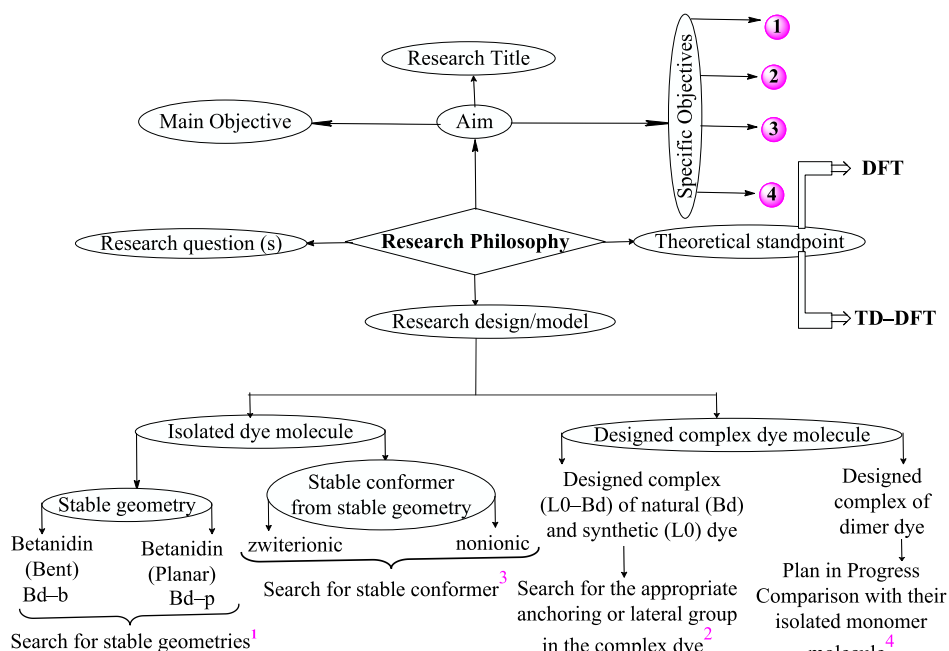 Research Title
1
2
3
4
Main Objective
Aim
Specific Objectives
DFT
Research question (s)
Research Philosophy
Theoretical standpoint
TD–DFT
Research design/model
Isolated dye molecule
Designed complex dye molecule
Stable geometry
Stable conformer
from stable geometry
Designed complex
(L0–Bd) of natural (Bd)
and synthetic (L0) dye
Designed
complex of
dimer dye
Betanidin
(Bent)
Bd–b
Betanidin
(Planar)
Bd–p
zwiterionic
nonionic
Search for stable geometries1
Search for stable conformer3
Search for the appropriate
anchoring or lateral group
in the complex dye2
Plan in Progress
Comparison with their
isolated monomer
molecule4